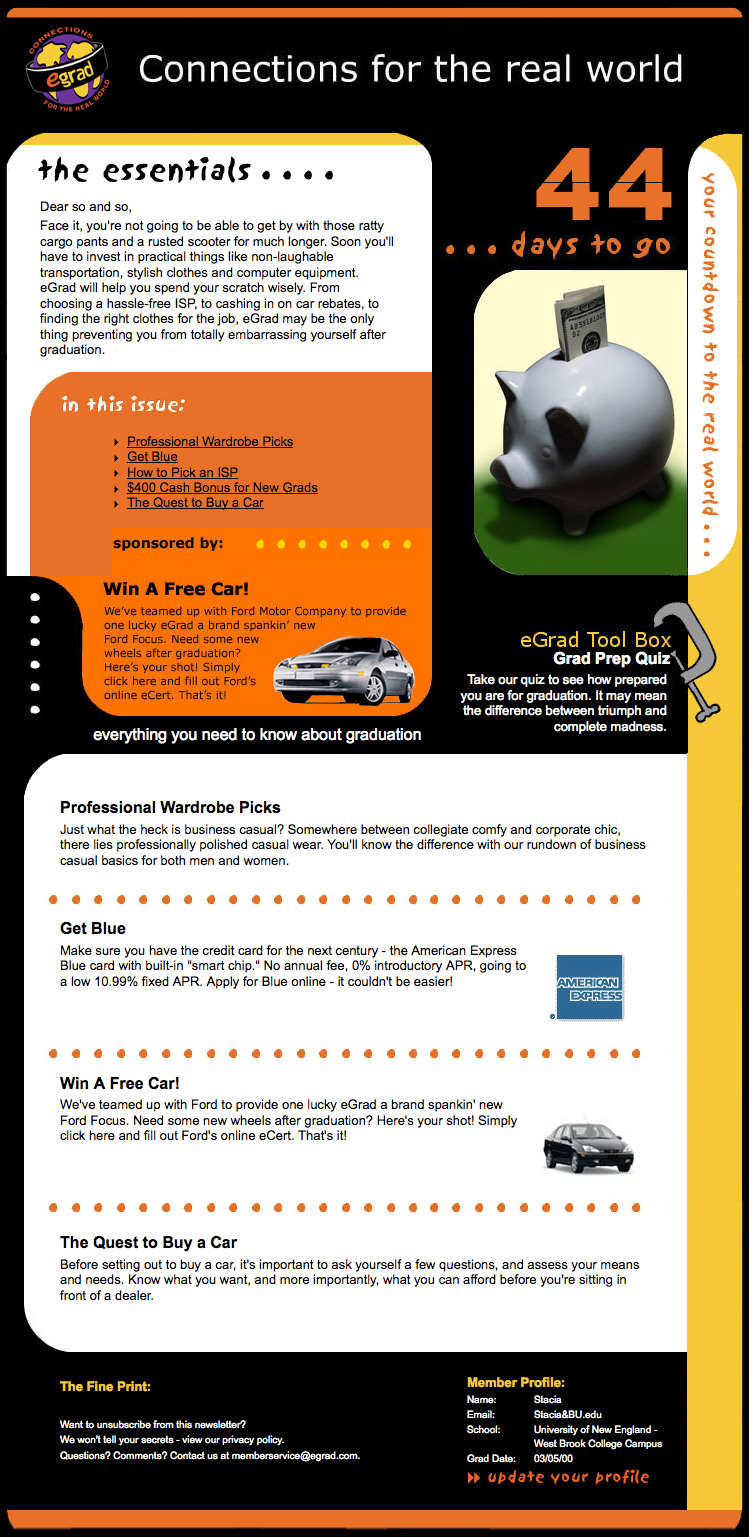 CONNECTIONS
egrad
FOR THE REAL WORLD
Connections for the real world
the essentials . . . .
Dear so and so,
Face it, you're not going to be able to get by with those ratty
cargo pants and a rusted scooter for much longer. Soon you'll
have to invest in practical things like non-laughable
transportation, stylish clothes and computer equipment.
eGrad will help you spend your scratch wisely. From
choosing a hassle-free ISP, to cashing in on car rebates, to
finding the right clothes for the job, eGrad may be the only
thing preventing you from totally embarrassing yourself after
graduation.
44
. . . days to go
your countdown to the real world . . .
in this issue:
Professional Wardrobe Picks
Get Blue
How to Pick an ISP
$400 Cash Bonus for New Grads
The Quest to Buy a Car
sponsored by:
Win A Free Car!
We've teamed up with Ford Motor Company to provide
one lucky eGrad a brand spankin' new
Ford Focus. Need some new
wheels after graduation?
Here's your shot! Simply
click here and fill out Ford's
online eCert. That's it!
eGrad Tool Box
Grad Prep Quiz
Take our quiz to see how prepared
you are for graduation. It may mean
the difference between triumph and
complete madness.
everything you need to know about graduation
Professional Wardrobe Picks
Just what the heck is business casual? Somewhere between collegiate comfy and corporate chic,
there lies professionally polished casual wear. You'll know the difference with our rundown of business
casual basics for both men and women.
Get Blue
Make sure you have the credit card for the next century - the American Express
Blue card with built-in "smart chip." No annual fee, 0% introductory APR, going to
a low 10.99% fixed APR. Apply for Blue online - it couldn't be easier!
AMERICAN
EXPRESS
Win A Free Car!
We've teamed up with Ford to provide one lucky eGrad a brand spankin' new
Ford Focus. Need some new wheels after graduation? Here's your shot! Simply
click here and fill out Ford's online eCert. That's it!
The Quest to Buy a Car
Before setting out to buy a car, it's important to ask yourself a few questions, and assess your means
and needs. Know what you want, and more importantly, what you can afford before you're sitting in
front of a dealer.
The Fine Print:
Want to unsubscribe from this newsletter?
We won't tell your secrets - view our privacy policy.
Questions? Comments? Contact us at memberservice@egrad.com.
Member Profile:
Name: Stacia
Email: Stacia&BU.edu
School: University of New England -
West Brook College Campus
Grad Date: 03/05/00
update your profile